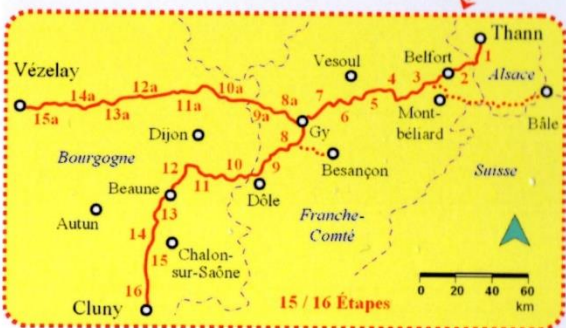 Thann
Vesoul
Belfort
1
Vézelay
Alsace
2
3
4
5
6
7
8a
9a
10a
11a
12a
13a
14a
15a
Mont-
béliard
Bâle
Gy
Dijon
8
Besançon
Bourgogne
Suisse
9
10
11
12
Dôle
Beaune
13
Franche-
Comté
Autun
14
15
Chalon-
sur-Saône
16
Cluny
15 / 16 Étapes
0 20 40 60
km